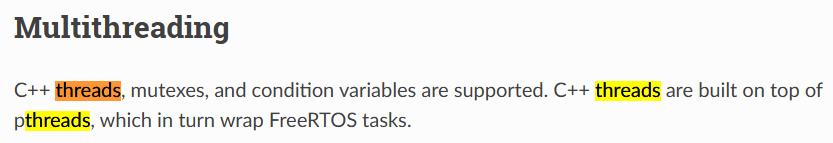 Multithreading
C++ threads, mutexes, and condition variables are supported. C++ threads are built on top of
pthreads, which in turn wrap FreeRTOS tasks.